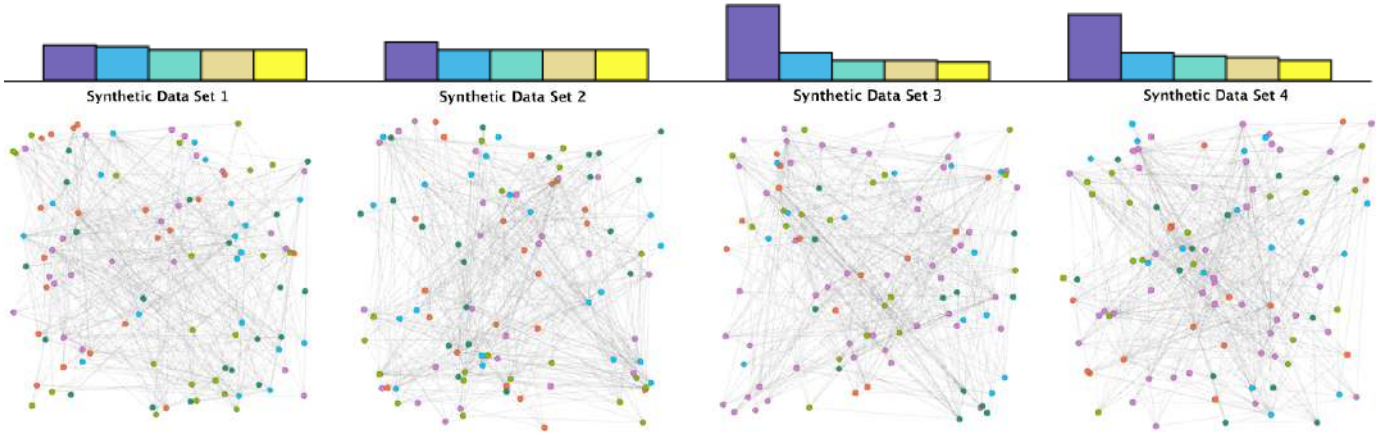 Synthetic Data Set 1
Synthetic Data Set 2
Synthetic Data Set 3
Synthetic Data Set 4